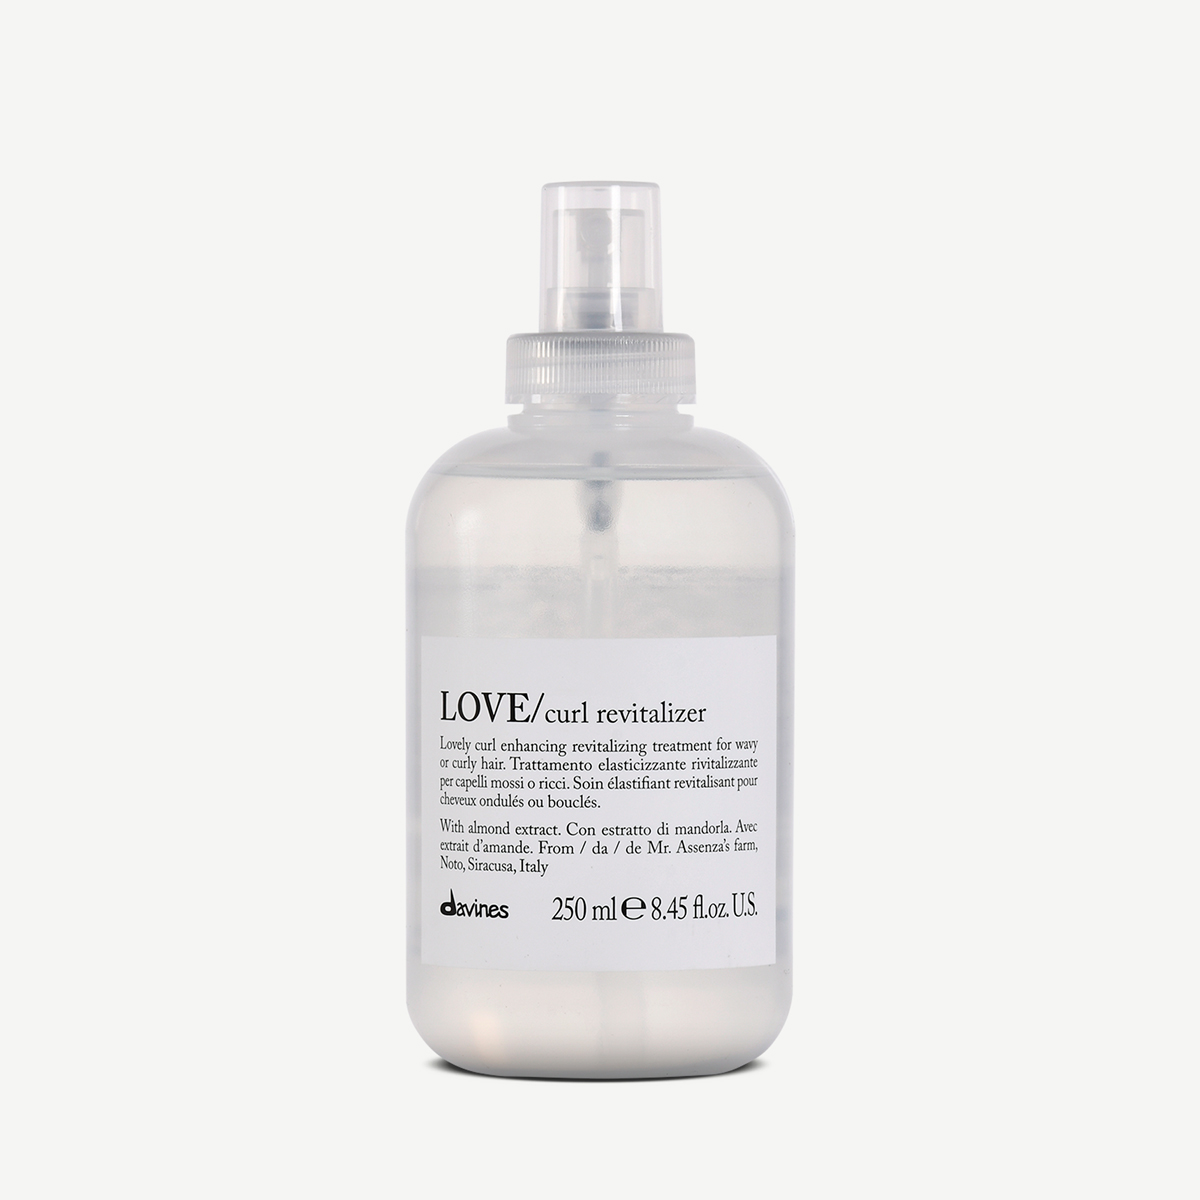 LOVE/curl revitalizer
Lovely curl enhancing revitalizing treatment for wavy
or curly hair. Trattamento elasticizzante rivitalizzante
per capelli mossi o ricci. Soin élastifiant revitalisant pour
cheveux ondulés ou bouclés.
With almond extract. Con estratto di mandorla. Avec
extrait d'amande. From / da / de Mr. Assenza's farm,
Noto, Siracusa, Italy
davines 250 ml ℮ 8.45 fl.oz. U.S.